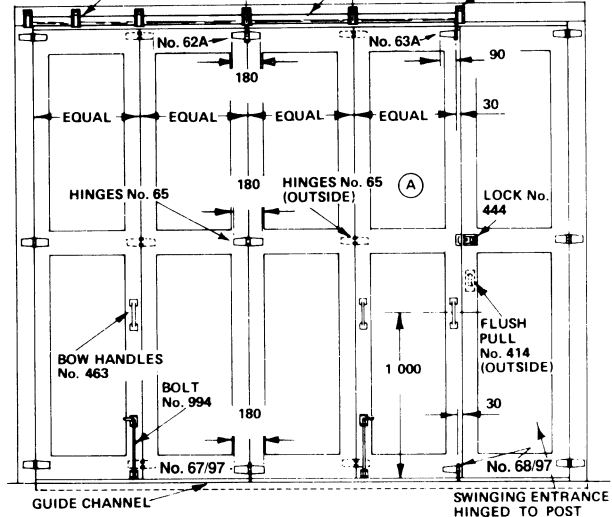 No. 62A
No. 63A
180
90
30
EQUAL
EQUAL
EQUAL
EQUAL
HINGES No. 65
180
HINGES No. 65
(OUTSIDE)
A
LOCK No.
444
BOW HANDLES
No. 463
BOLT
No. 994
1 000
FLUSH
PULL
No. 414
(OUTSIDE)
180
30
No. 67/97
No. 68/97
GUIDE CHANNEL
SWINGING ENTRANCE
HINGED TO POST